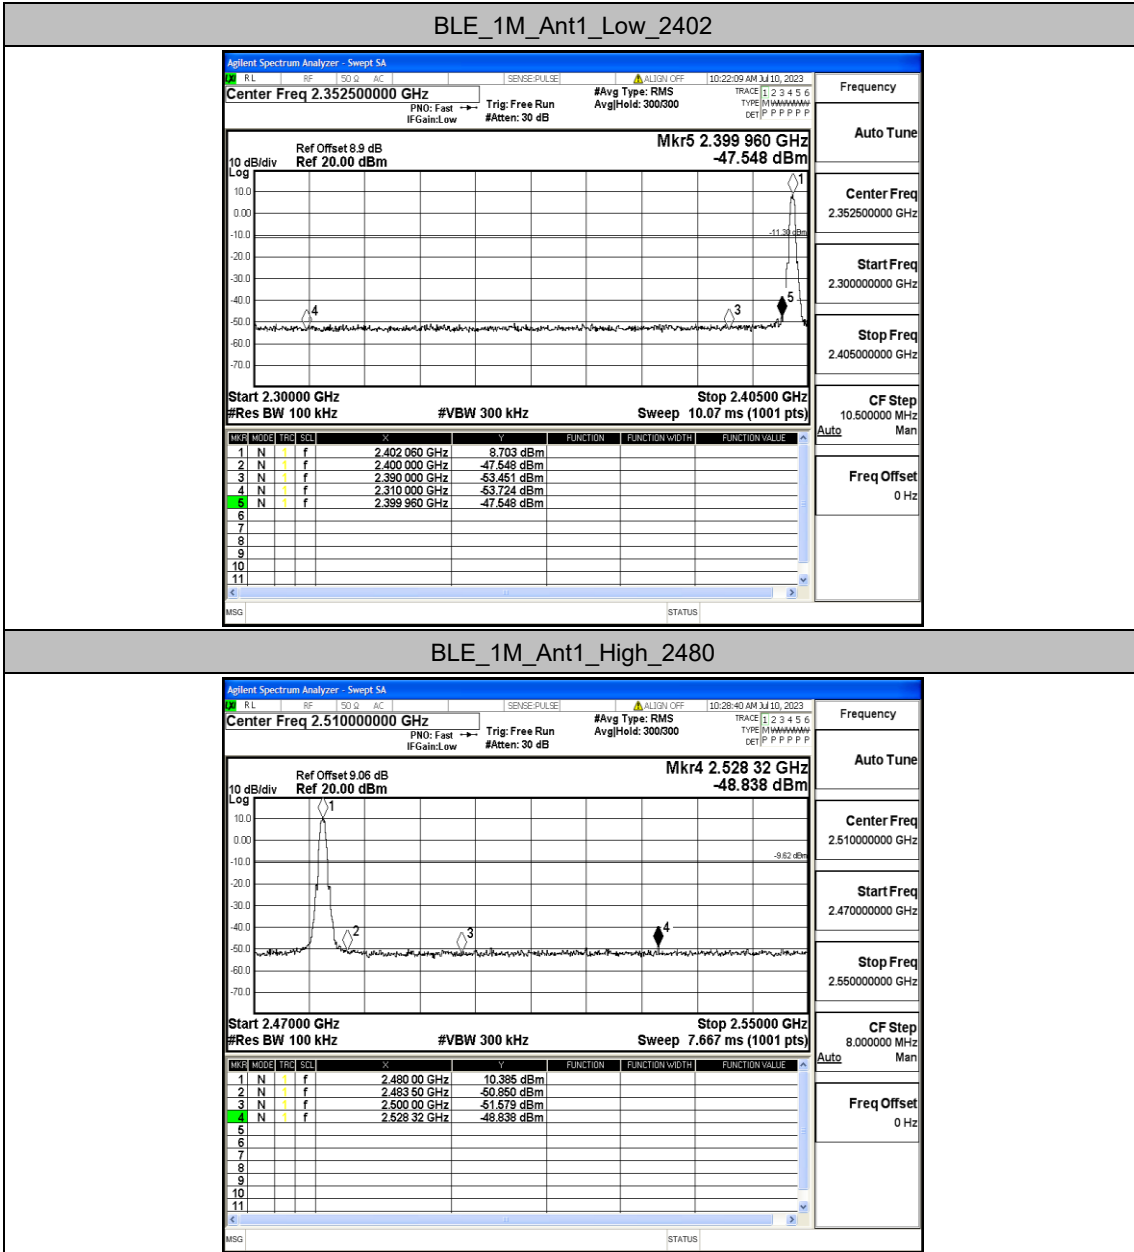 BLE_1M_Ant1_Low_2402
Agilent Spectrum Analyzer - Swept SA
LXI RL RF 50 Ω AC SENSE:PULSE ALIGN OFF 10:22:09 AM Jul 10, 2023
Center Freq 2.352500000 GHz #Avg Type: RMS TRACE 1 2 3 4 5 6
PNO: Fast Trig: Free Run Avg|Hold: 300/300 TYPE M WWWWW
IFGain:Low #Atten: 30 dB DET P P P P P P
Frequency
Auto Tune
Mkr5 2.399 960 GHz
Ref Offset 8.9 dB
-47.548 dBm
10 dB/div Ref 20.00 dBm
Log
10.0
0.00
-10.0
-20.0
-30.0
-40.0
-50.0
-60.0
-70.0
-11.30 dBm
1
4
3
5
Start 2.30000 GHz Stop 2.40500 GHz
#Res BW 100 kHz #VBW 300 kHz Sweep 10.07 ms (1001 pts)
Center Freq
2.352500000 GHz
Start Freq
2.300000000 GHz
Stop Freq
2.405000000 GHz
CF Step
10.500000 MHz
Auto Man
Freq Offset
0 Hz
MKR MODE TRC SCL X Y FUNCTION FUNCTION WIDTH FUNCTION VALUE
1 N 1 f 2.402 060 GHz 8.703 dBm
2 N 1 f 2.400 000 GHz -47.548 dBm
3 N 1 f 2.390 000 GHz -53.451 dBm
4 N 1 f 2.310 000 GHz -53.724 dBm
5 N 1 f 2.399 960 GHz -47.548 dBm
6
7
8
9
10
11
MSG STATUS
BLE_1M_Ant1_High_2480
Agilent Spectrum Analyzer - Swept SA
LXI RL RF 50 Ω AC SENSE:PULSE ALIGN OFF 10:28:40 AM Jul 10, 2023
Center Freq 2.510000000 GHz #Avg Type: RMS TRACE 1 2 3 4 5 6
PNO: Fast Trig: Free Run Avg|Hold: 300/300 TYPE M WWWWW
IFGain:Low #Atten: 30 dB DET P P P P P P
Frequency
Auto Tune
Mkr4 2.528 32 GHz
Ref Offset 9.06 dB
-48.838 dBm
10 dB/div Ref 20.00 dBm
Log
10.0
0.00
-10.0
-20.0
-30.0
-40.0
-50.0
-60.0
-70.0
-9.62 dBm
1
2
3
4
Start 2.47000 GHz Stop 2.55000 GHz
#Res BW 100 kHz #VBW 300 kHz Sweep 7.667 ms (1001 pts)
Center Freq
2.510000000 GHz
Start Freq
2.470000000 GHz
Stop Freq
2.550000000 GHz
CF Step
8.000000 MHz
Auto Man
Freq Offset
0 Hz
MKR MODE TRC SCL X Y FUNCTION FUNCTION WIDTH FUNCTION VALUE
1 N 1 f 2.480 00 GHz 10.385 dBm
2 N 1 f 2.483 50 GHz -50.850 dBm
3 N 1 f 2.500 00 GHz -51.579 dBm
4 N 1 f 2.528 32 GHz -48.838 dBm
5
6
7
8
9
10
11
MSG STATUS